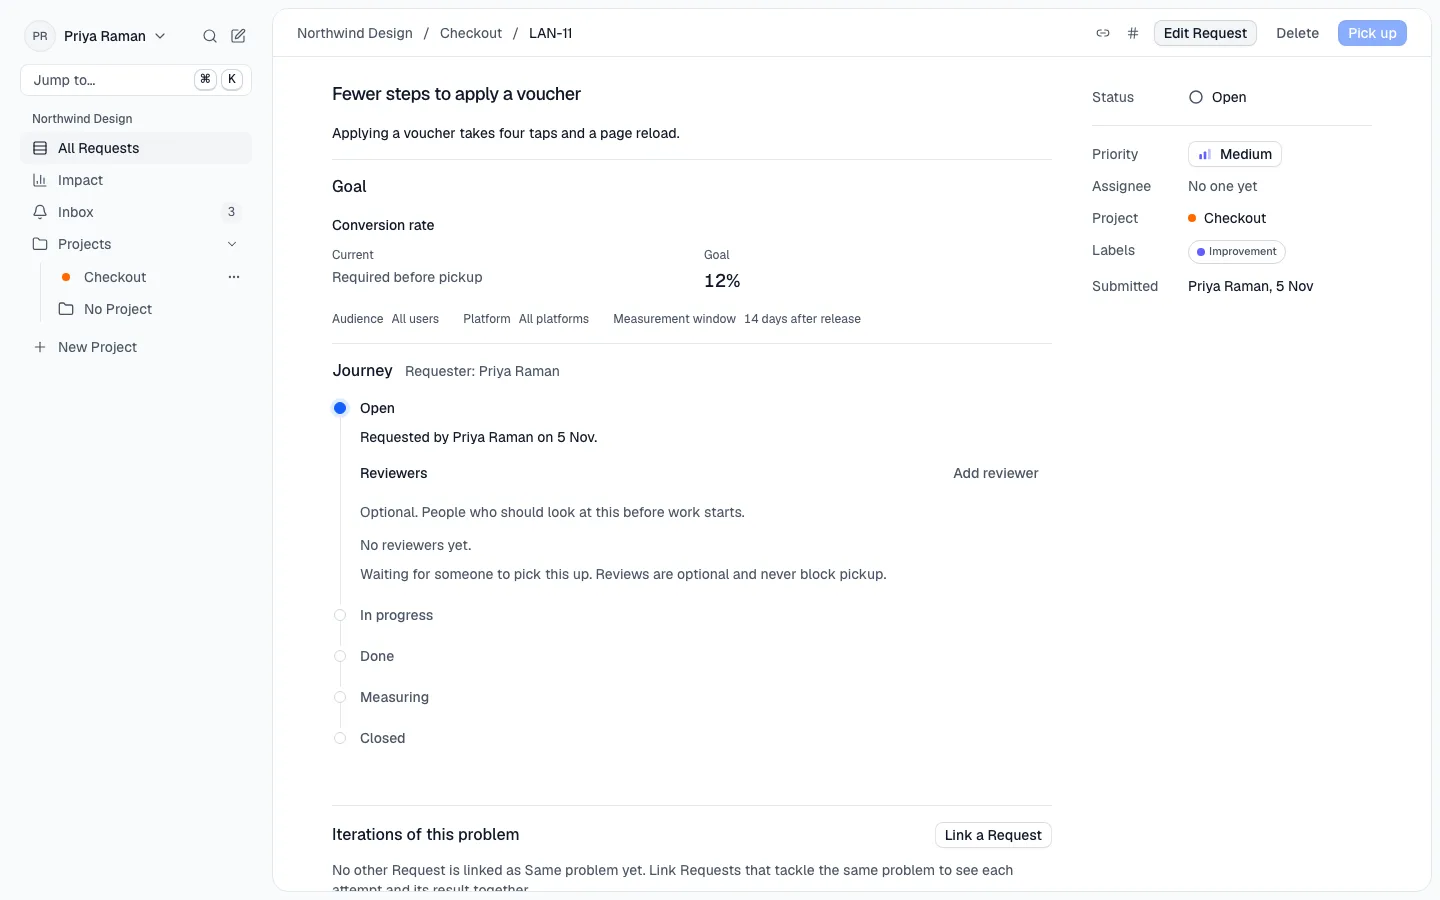 PR Priya Raman
Jump to... ⌘ K
Northwind Design
All Requests
Impact
Inbox 3
Projects
Checkout
No Project
New Project
Northwind Design / Checkout / LAN-11
# Edit Request Delete Pick up
Fewer steps to apply a voucher
Applying a voucher takes four taps and a page reload.
Goal
Conversion rate
Current Goal
Required before pickup 12%
Audience All users Platform All platforms Measurement window 14 days after release
Journey Requester: Priya Raman
Open
Requested by Priya Raman on 5 Nov.
Reviewers Add reviewer
Optional. People who should look at this before work starts.
No reviewers yet.
Waiting for someone to pick this up. Reviews are optional and never block pickup.
In progress
Done
Measuring
Closed
Iterations of this problem Link a Request
No other Request is linked as Same problem yet. Link Requests that tackle the same problem to see each
attempt and its result together.
Status Open
Priority Medium
Assignee No one yet
Project Checkout
Labels Improvement
Submitted Priya Raman, 5 Nov